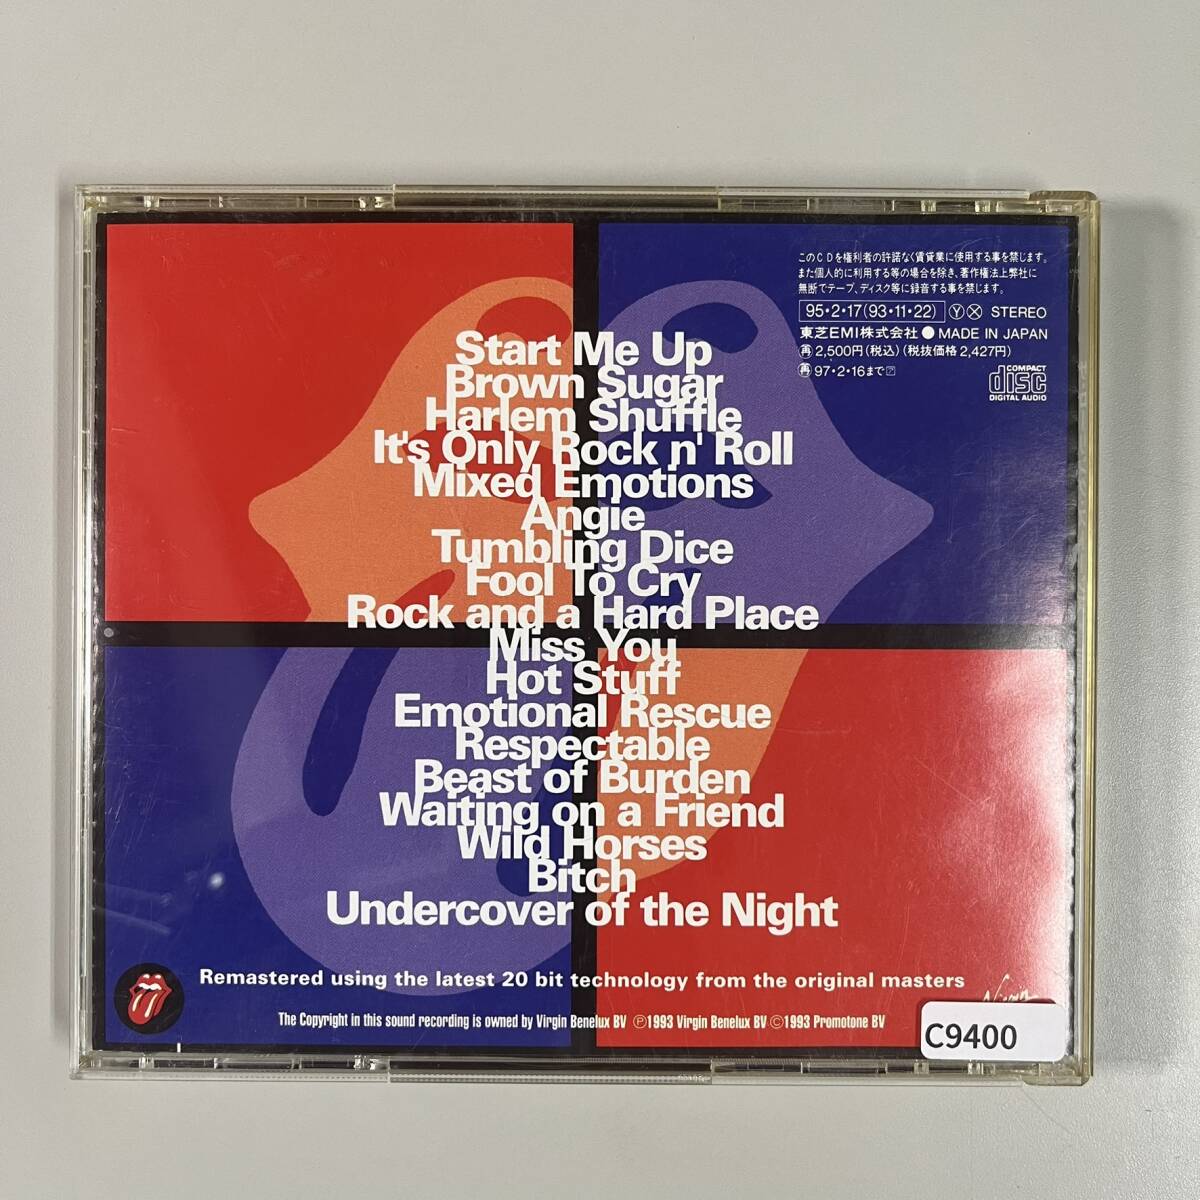 このCDを権利者の許諾なく賃貸業に使用する事を禁じます。
また個人的に利用する等の場合を除き、著作権法上弊社に
無断でテープ、ディスク等に録音する事を禁じます。
95・2・17(93・11・22) Ⓨ Ⓧ STEREO
東芝EMI株式会社 ● MADE IN JAPAN
再 2,500円(税込)(税抜価格 2,427円)
再 97・2・16まで
COMPACT
disc
DIGITAL AUDIO
Start Me Up
Brown Sugar
Harlem Shuffle
It's Only Rock n' Roll
Mixed Emotions
Angie
Tumbling Dice
Fool To Cry
Rock and a Hard Place
Miss You
Hot Stuff
Emotional Rescue
Respectable
Beast of Burden
Waiting on a Friend
Wild Horses
Bitch
Undercover of the Night
Remastered using the latest 20 bit technology from the original masters
The Copyright in this sound recording is owned by Virgin Benelux BV ℗1993 Virgin Benelux BV ©1993 Promotone BV
C9400